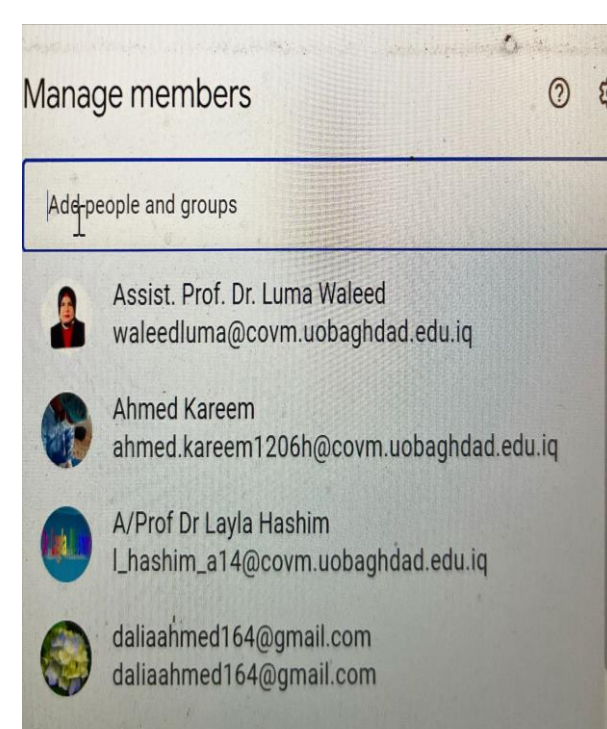 Manage members
Add people and groups
Assist. Prof. Dr. Luma Waleed
waleedluma@covm.uobaghdad.edu.iq
Ahmed Kareem
ahmed.kareem1206h@covm.uobaghdad.edu.iq
A/Prof Dr Layla Hashim
l_hashim_a14@covm.uobaghdad.edu.iq
daliaahmed164@gmail.com
daliaahmed164@gmail.com